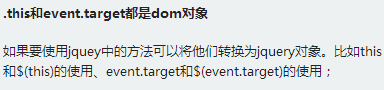 .this和event.target都是dom对象
如果要使用jquey中的方法可以将他们转换为jquery对象。比如this
和$(this)的使用、event.target和$(event.target)的使用；